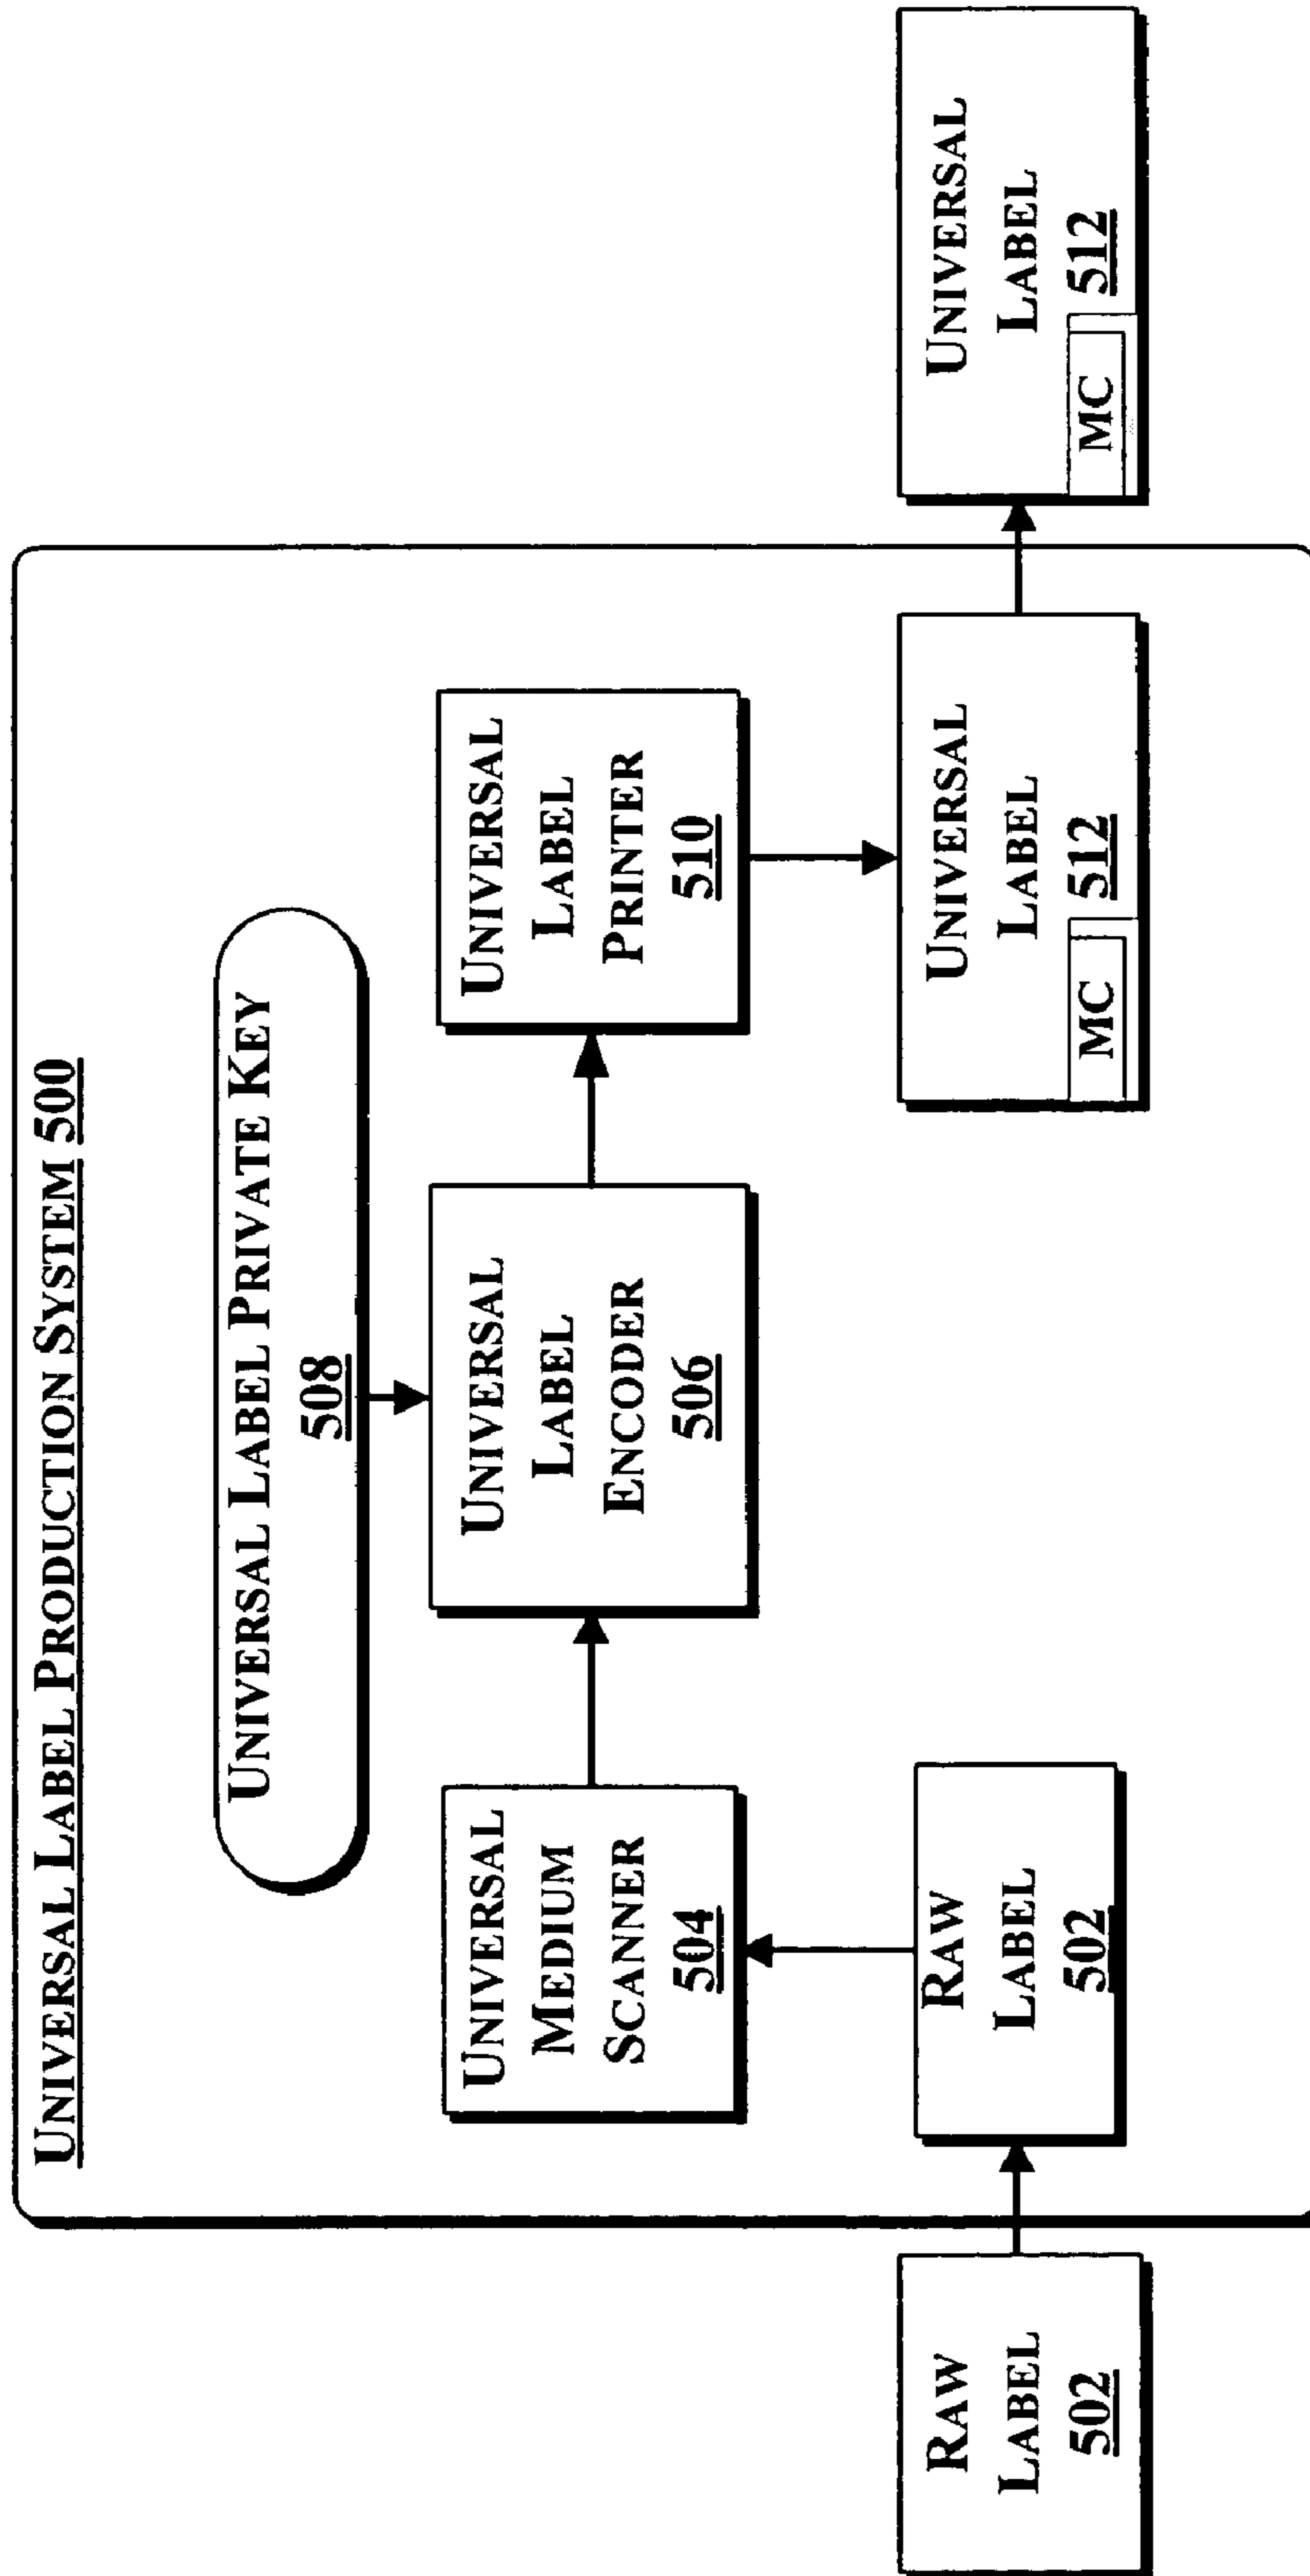 UNIVERSAL LABEL PRODUCTION SYSTEM 500
UNIVERSAL LABEL PRIVATE KEY
508
UNIVERSAL
MEDIUM
SCANNER
504
UNIVERSAL
LABEL
ENCODER
506
UNIVERSAL
LABEL
PRINTER
510
RAW
LABEL
502
RAW
LABEL
502
UNIVERSAL
LABEL
512
MC
UNIVERSAL
LABEL
512
MC